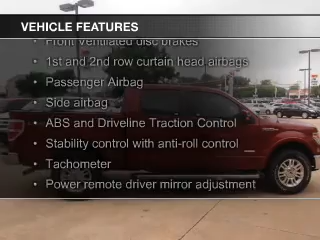 VEHICLE FEATURES
• Front Ventilated disc brakes
• 1st and 2nd row curtain head airbags
• Passenger Airbag
• Side airbag
• ABS and Driveline Traction Control
• Stability control with anti-roll control
• Tachometer
• Power remote driver mirror adjustment